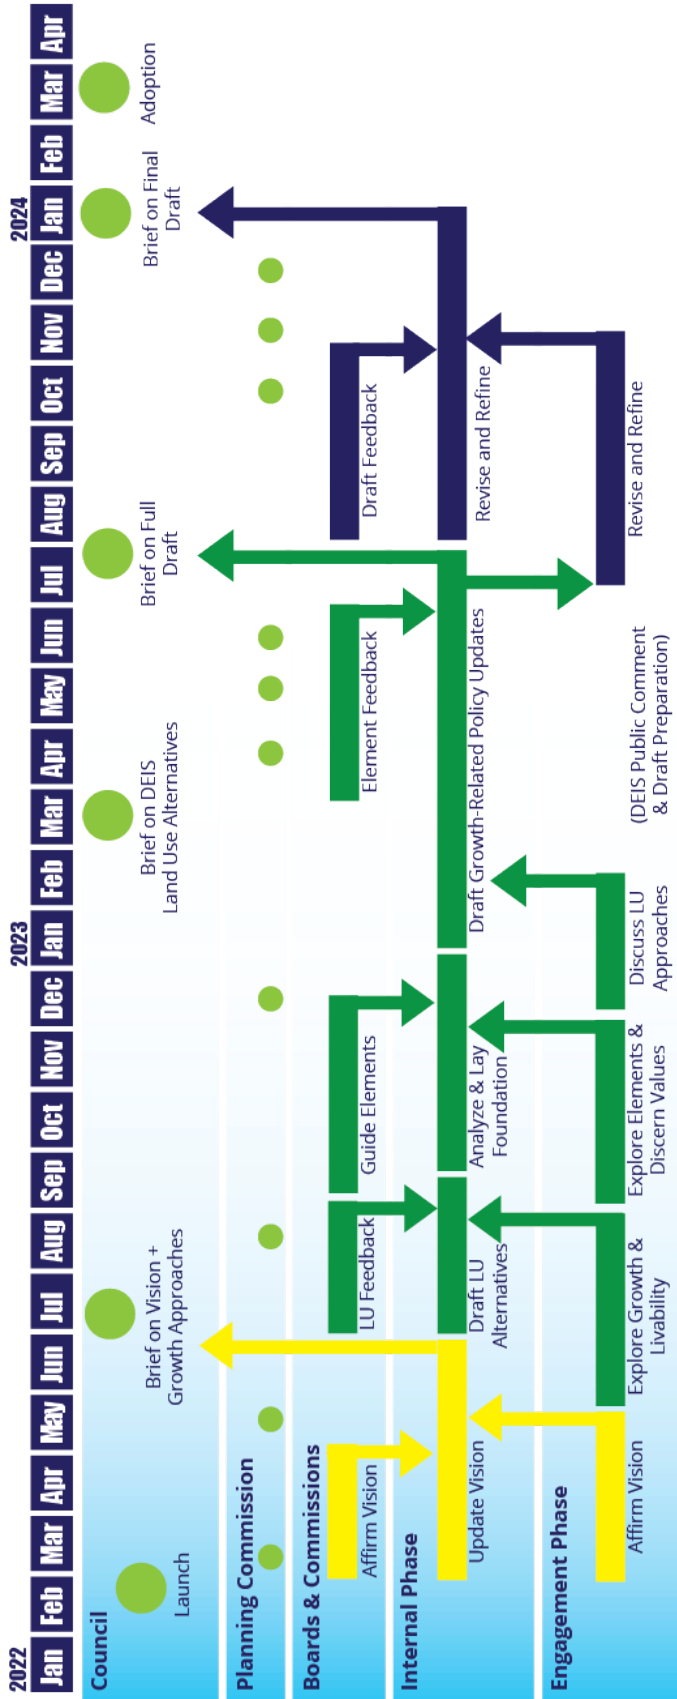 2022
2023
2024
Jan
Feb
Mar
Apr
May
Jun
Jul
Aug
Sep
Oct
Nov
Dec
Jan
Feb
Mar
Apr
May
Jun
Jul
Aug
Sep
Oct
Nov
Dec
Jan
Feb
Mar
Apr
Council
Launch
Brief on Vision +
Growth Approaches
Brief on DEIS
Land Use Alternatives
Brief on Full
Draft
Brief on Final
Draft
Adoption
Planning Commission
Boards & Commissions
Affirm Vision
LU Feedback
Guide Elements
Element Feedback
Draft Feedback
Internal Phase
Update Vision
Draft LU
Alternatives
Analyze & Lay
Foundation
Draft Growth-Related Policy Updates
Revise and Refine
Engagement Phase
Affirm Vision
Explore Growth &
Livability
Explore Elements &
Discern Values
Discuss LU
Approaches
(DEIS Public Comment
& Draft Preparation)
Revise and Refine